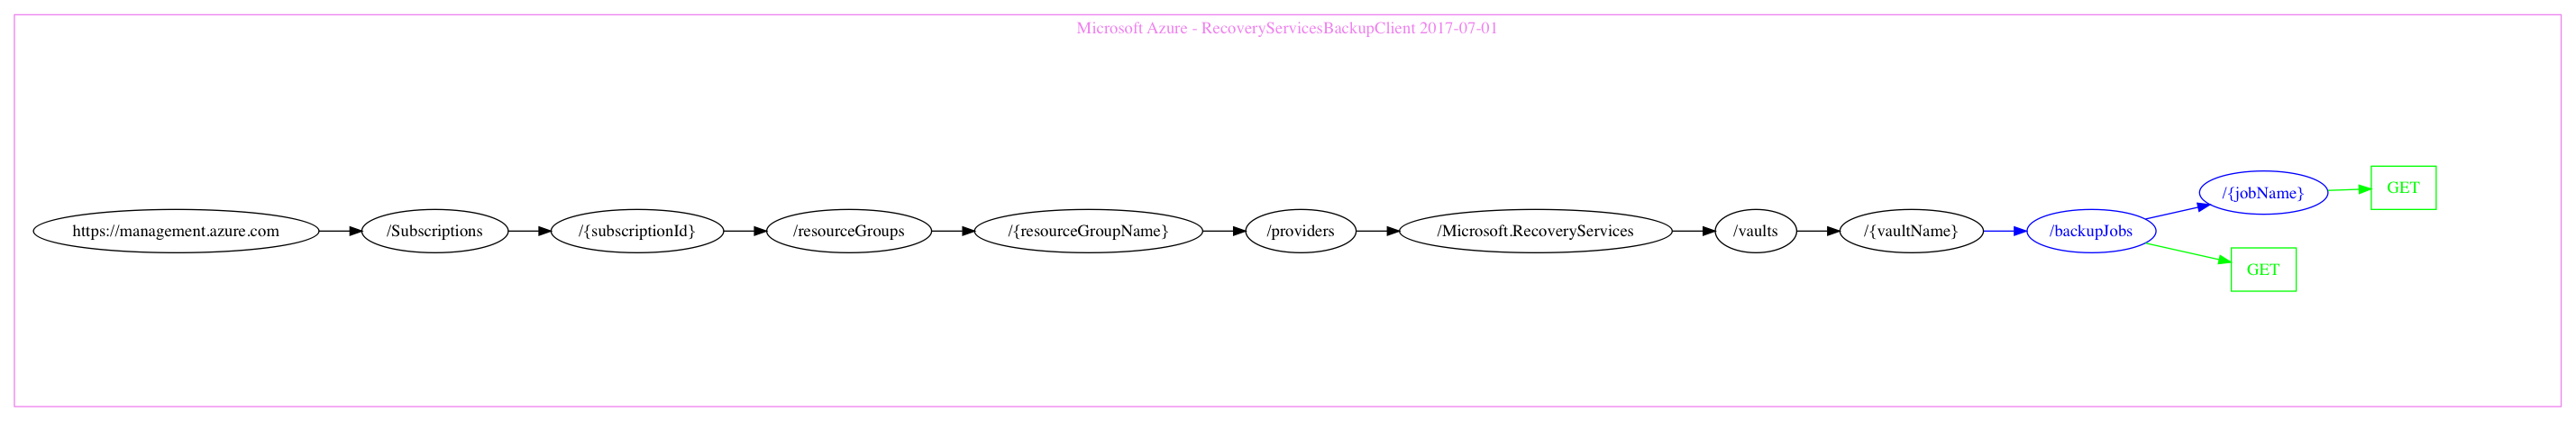 Microsoft Azure - RecoveryServicesBackupClient 2017-07-01
https://management.azure.com
/Subscriptions
/{subscriptionId}
/resourceGroups
/{resourceGroupName}
/providers
/Microsoft.RecoveryServices
/vaults
/{vaultName}
/backupJobs
/{jobName}
GET
GET